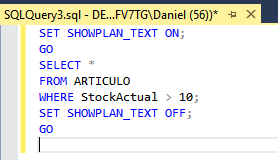 SQLQuery3.sql - DE...FV7TG\Daniel (56))*
SET SHOWPLAN_TEXT ON;
GO
SELECT *
FROM ARTICULO
WHERE StockActual > 10;
SET SHOWPLAN_TEXT OFF;
GO